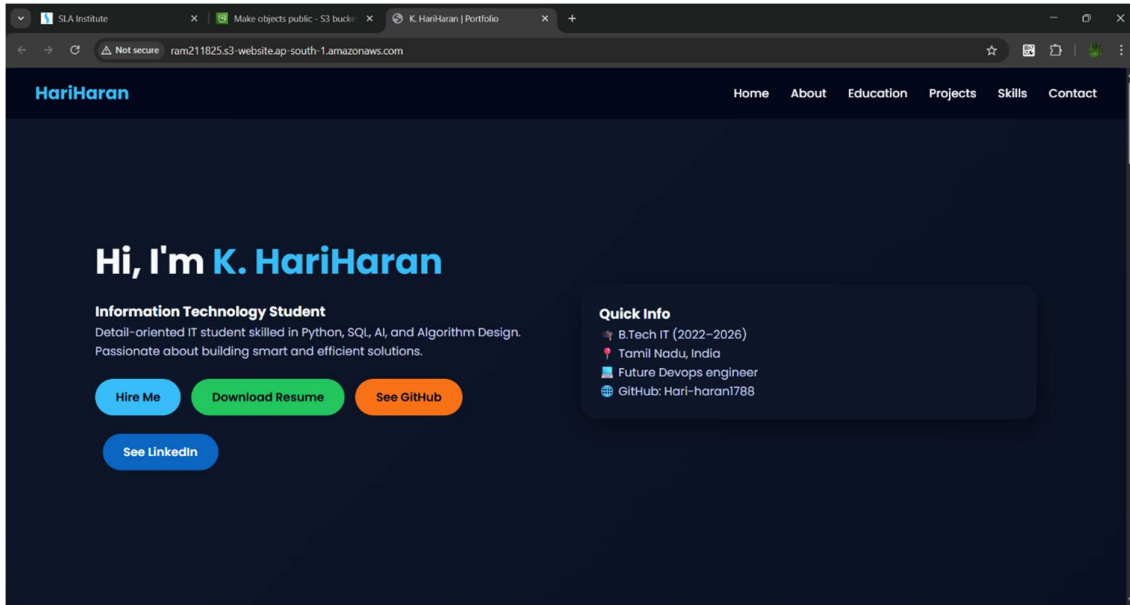 SLA Institute
Make objects public - S3 bucke
K. HariHaran | Portfolio
Not secure
ram211825.s3-website.ap-south-1.amazonaws.com
HariHaran
Home About Education Projects Skills Contact
Hi, I'm K. HariHaran
Information Technology Student
Detail-oriented IT student skilled in Python, SQL, AI, and Algorithm Design.
Passionate about building smart and efficient solutions.
Hire Me
Download Resume
See GitHub
See LinkedIn
Quick Info
B.Tech IT (2022–2026)
Tamil Nadu, India
Future Devops engineer
GitHub: Hari-haran1788